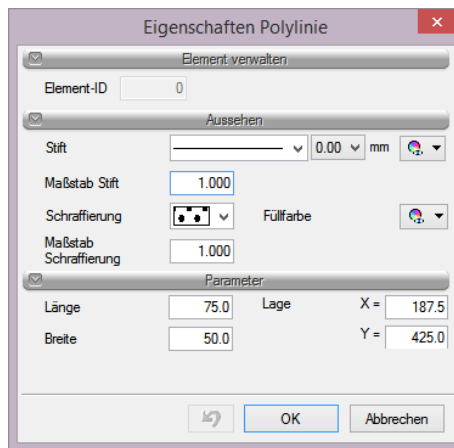 Eigenschaften Polylinie
Element verwalten
Element-ID 0
Aussehen
Stift 0.00 mm
Maßstab Stift 1.000
Schraffierung Füllfarbe
Maßstab
Schraffierung 1.000
Parameter
Länge 75.0 Lage X = 187.5
Breite 50.0 Y = 425.0
OK Abbrechen